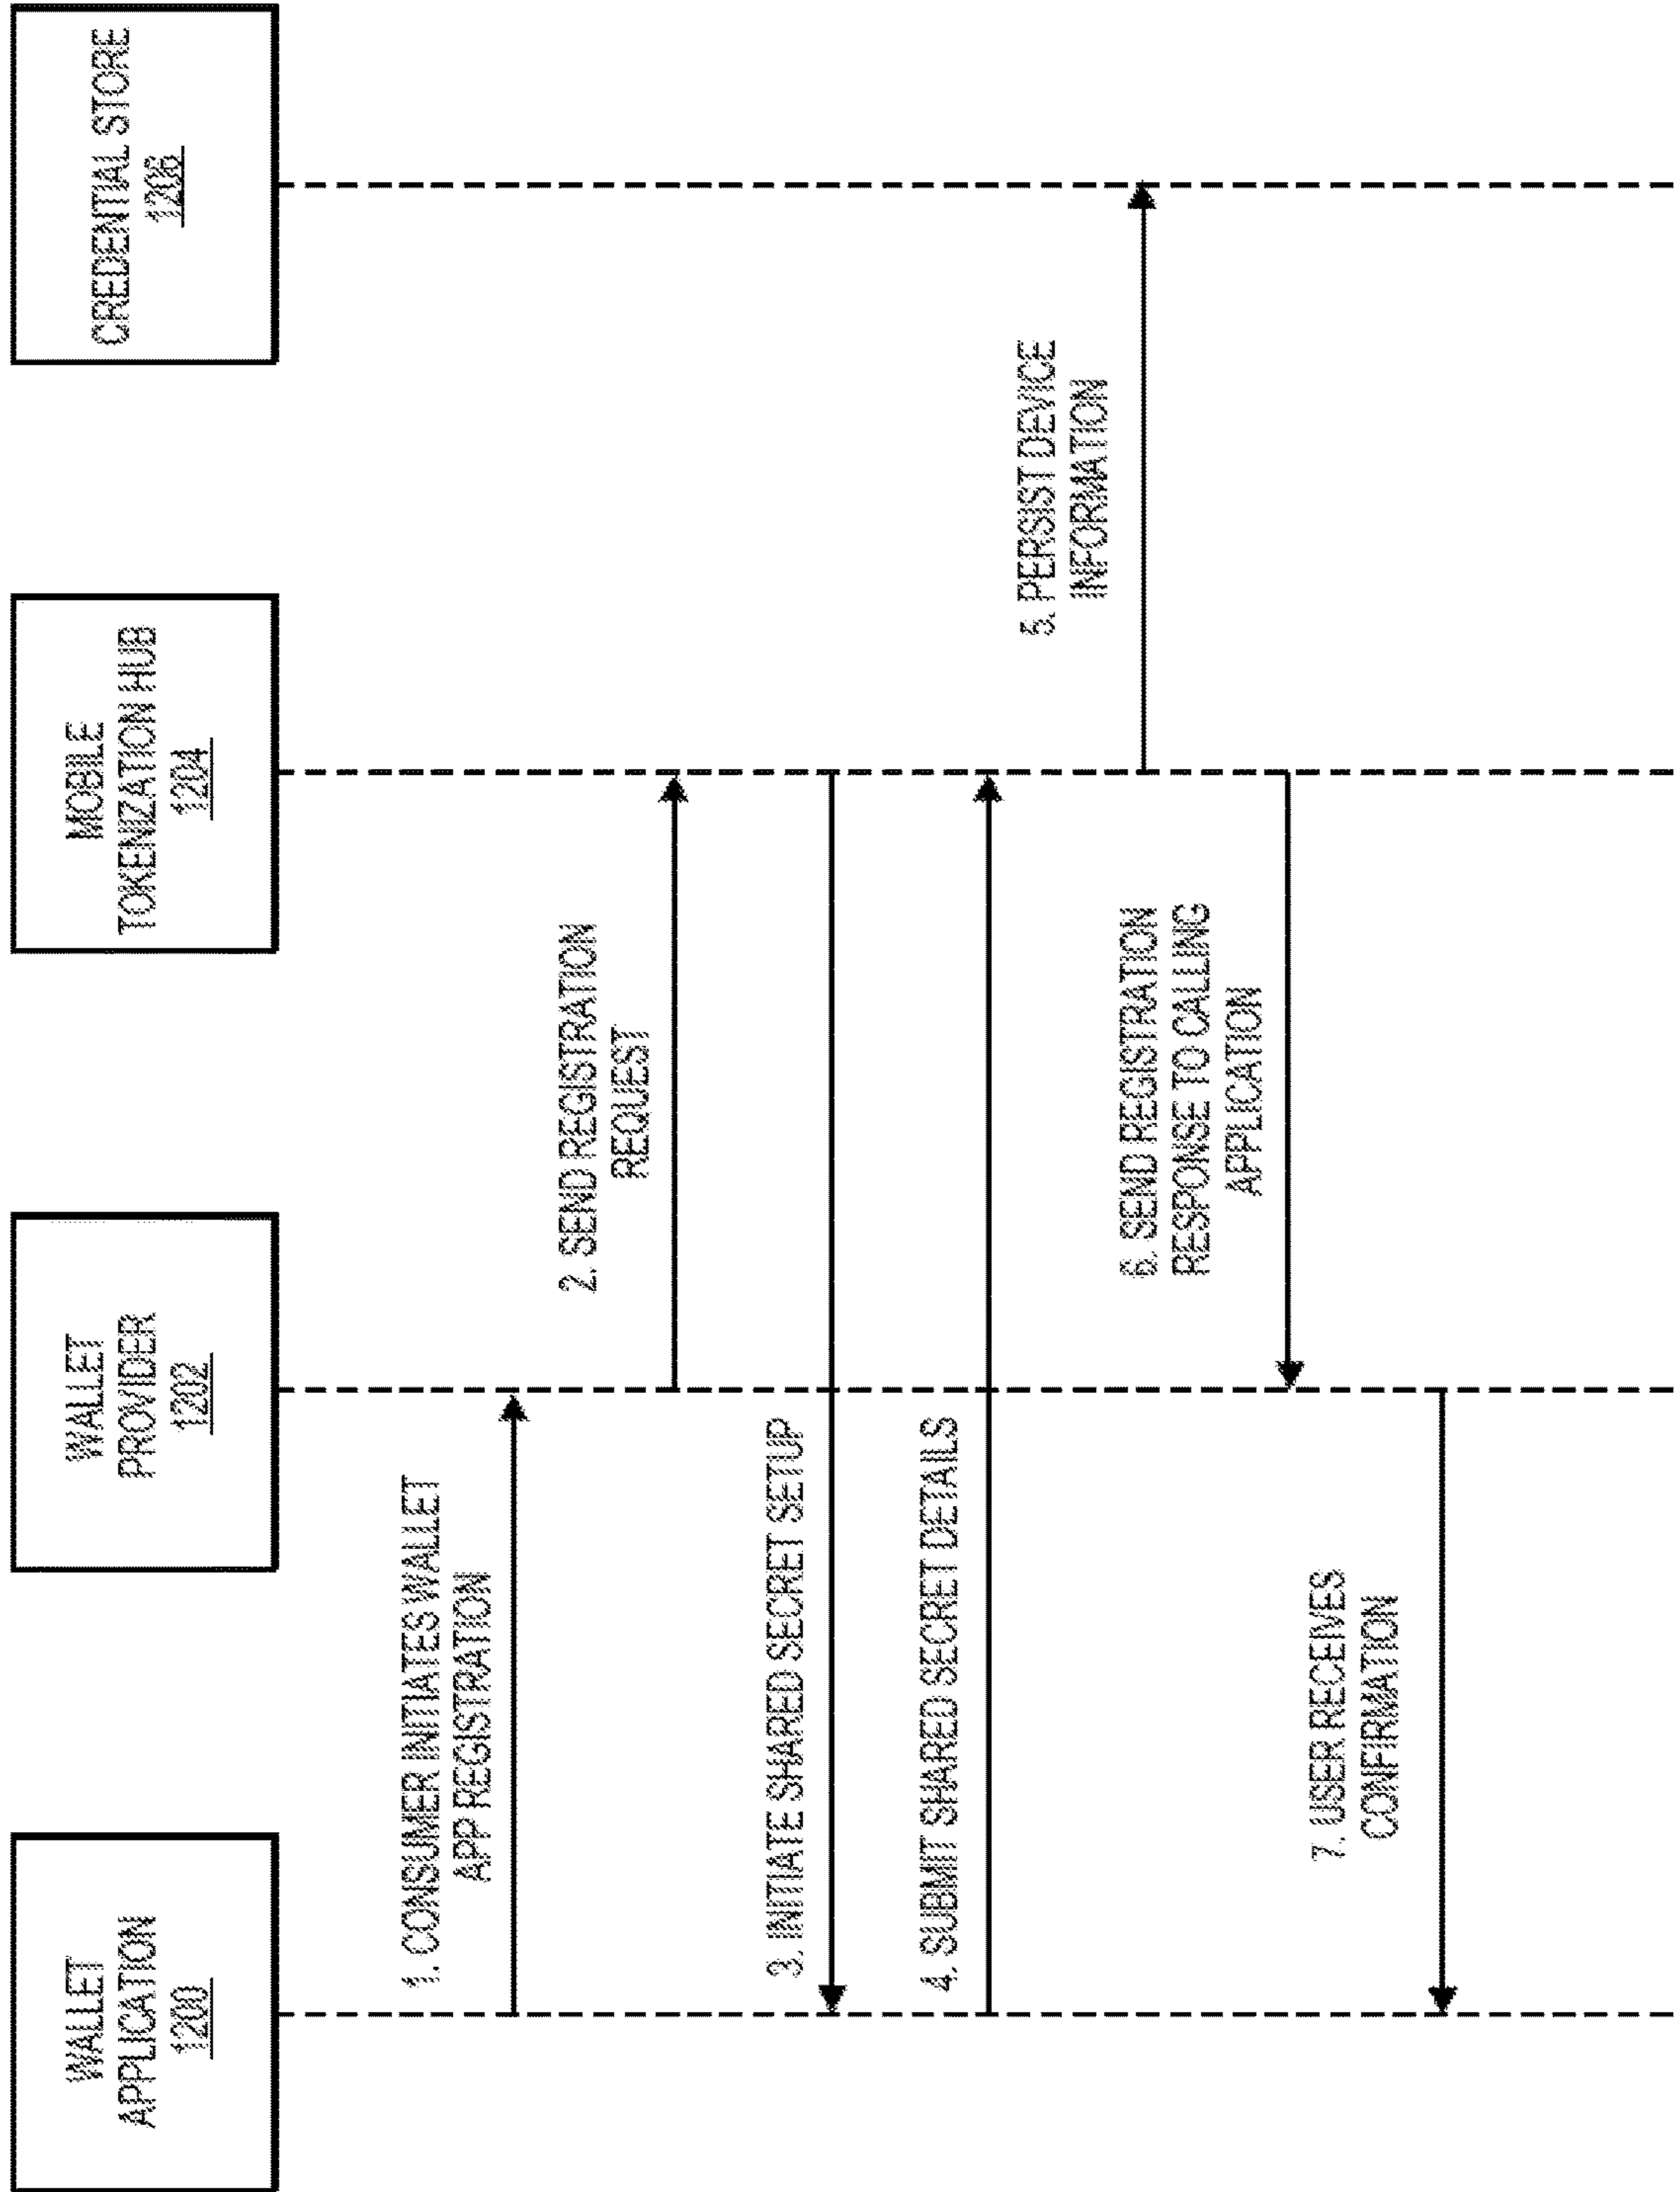 WALLET
APPLICATION
1200
WALLET
PROVIDER
1202
MOBILE
TOKENIZATION HUB
1204
CREDENTIAL STORE
1206
1. CONSUMER INITIATES WALLET
APP REGISTRATION
2. SEND REGISTRATION
REQUEST
3. INITIATE SHARED SECRET SETUP
4. SUBMIT SHARED SECRET DETAILS
5. PERSIST DEVICE
INFORMATION
6. SEND REGISTRATION
RESPONSE TO CALLING
APPLICATION
7. USER RECEIVES
CONFIRMATION